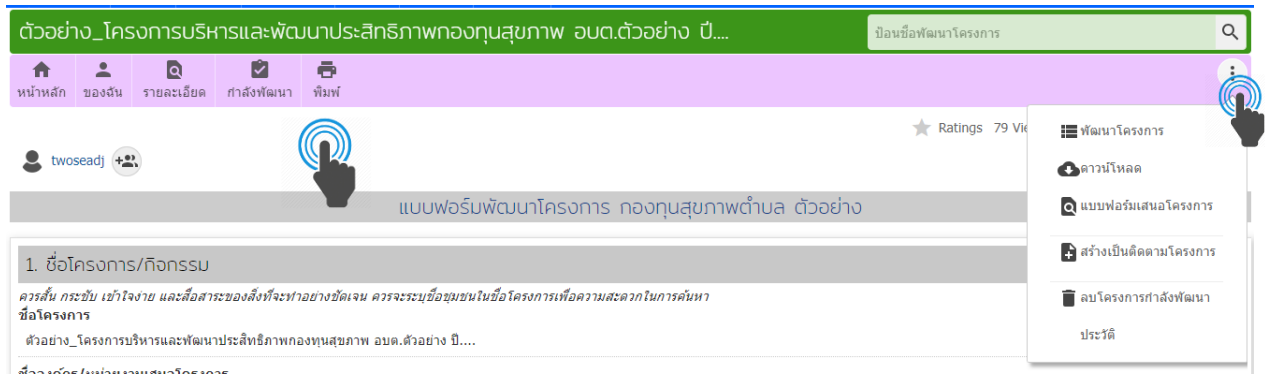 ตัวอย่าง_โครงการบริหารและพัฒนาประสิทธิภาพกองทุนสุขภาพ อบต.ตัวอย่าง ปี....
ป้อนชื่อพัฒนาโครงการ
หน้าหลัก ของฉัน รายละเอียด กำลังพัฒนา พิมพ์
Ratings 79 Vie
twoseadj
พัฒนาโครงการ
ดาวน์โหลด
แบบฟอร์มเสนอโครงการ
สร้างเป็นติดตามโครงการ
ลบโครงการกำลังพัฒนา
ประวัติ
แบบฟอร์มพัฒนาโครงการ กองทุนสุขภาพตำบล ตัวอย่าง
1. ชื่อโครงการ/กิจกรรม
ควรสั้น กระชับ เข้าใจง่าย และสื่อสาระของสิ่งที่จะทำอย่างชัดเจน ควรจะระบุชื่อชุมชนในชื่อโครงการเพื่อความสะดวกในการค้นหา
ชื่อโครงการ
ตัวอย่าง_โครงการบริหารและพัฒนาประสิทธิภาพกองทุนสุขภาพ อบต.ตัวอย่าง ปี....